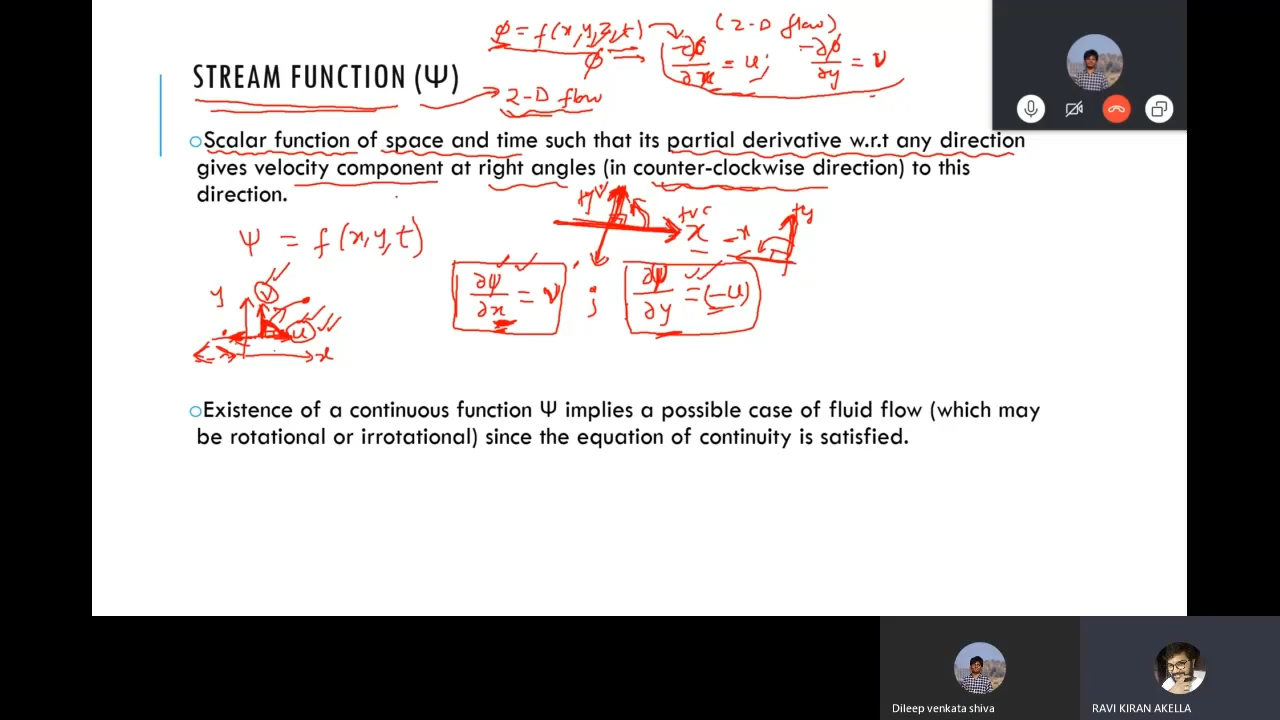 φ = f(x,y,z,t) → (2-D flow)
φ ⇒ -∂φ/∂x = u; -∂φ/∂y = v
STREAM FUNCTION (Ψ) → 2-D flow
Scalar function of space and time such that its partial derivative w.r.t any direction
gives velocity component at right angles (in counter-clockwise direction) to this
direction.
+y v +ve x -x +y
Ψ = f(x,y,t)
∂Ψ/∂x = v ; ∂Ψ/∂y = (-u)
y v u
-x x
Existence of a continuous function Ψ implies a possible case of fluid flow (which may
be rotational or irrotational) since the equation of continuity is satisfied.
Dileep venkata shiva RAVI KIRAN AKELLA